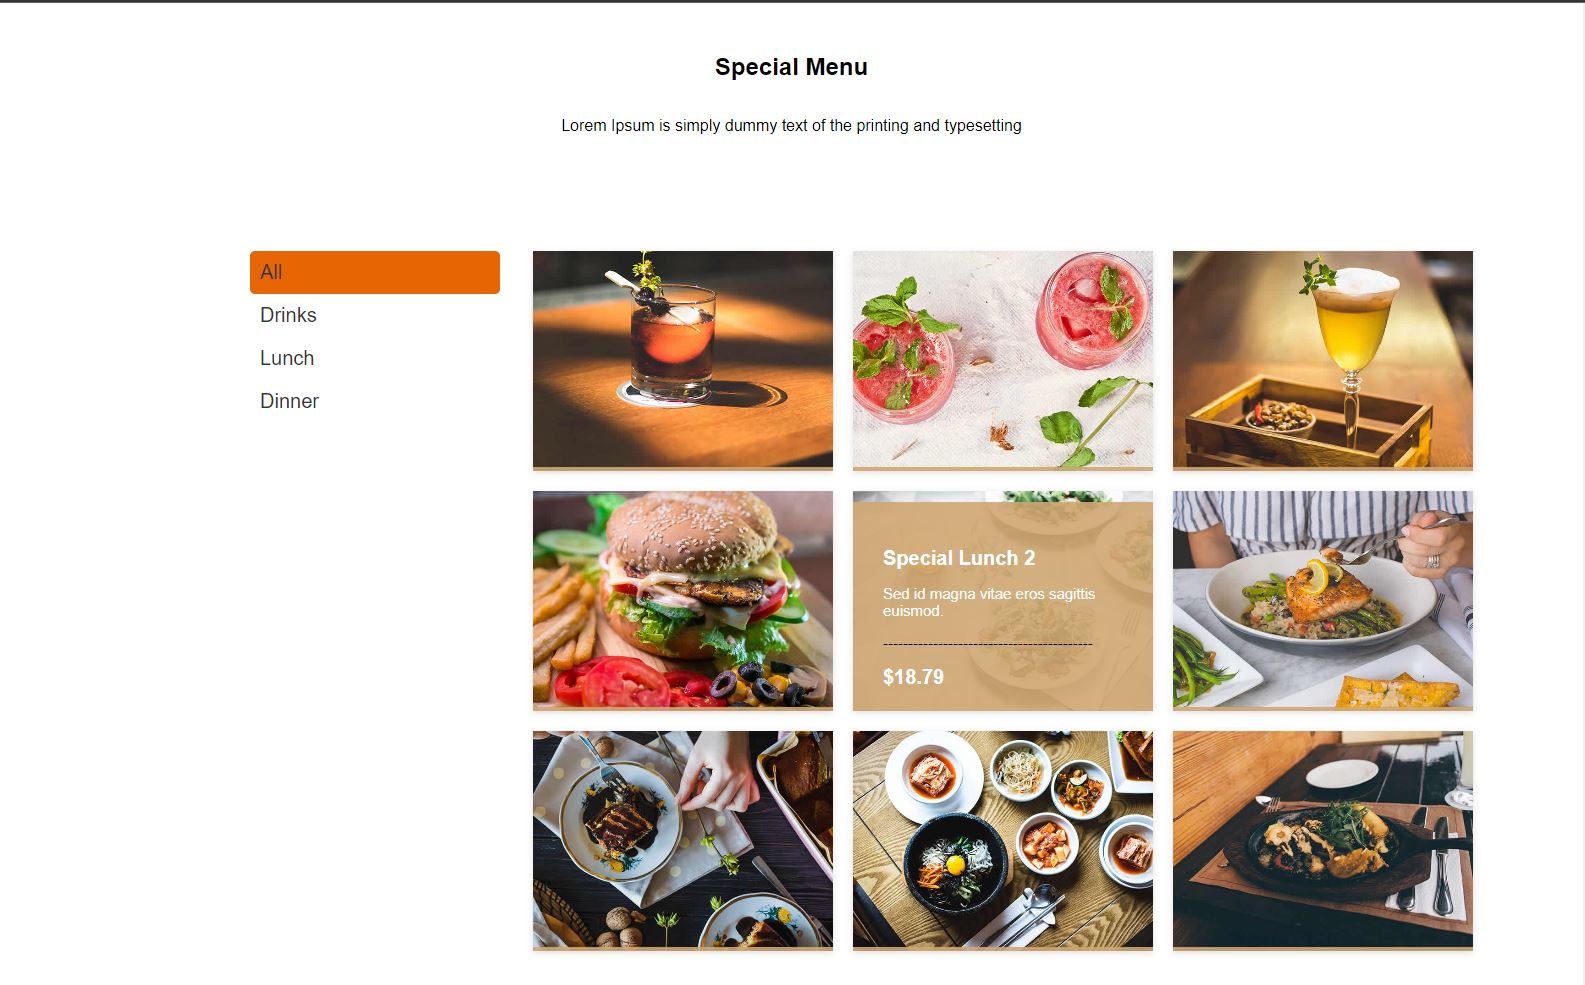 Special Menu
Lorem Ipsum is simply dummy text of the printing and typesetting
All
Drinks
Lunch
Dinner
Special Lunch 2
Sed id magna vitae eros sagittis
euismod.
------------------------------------------
$18.79